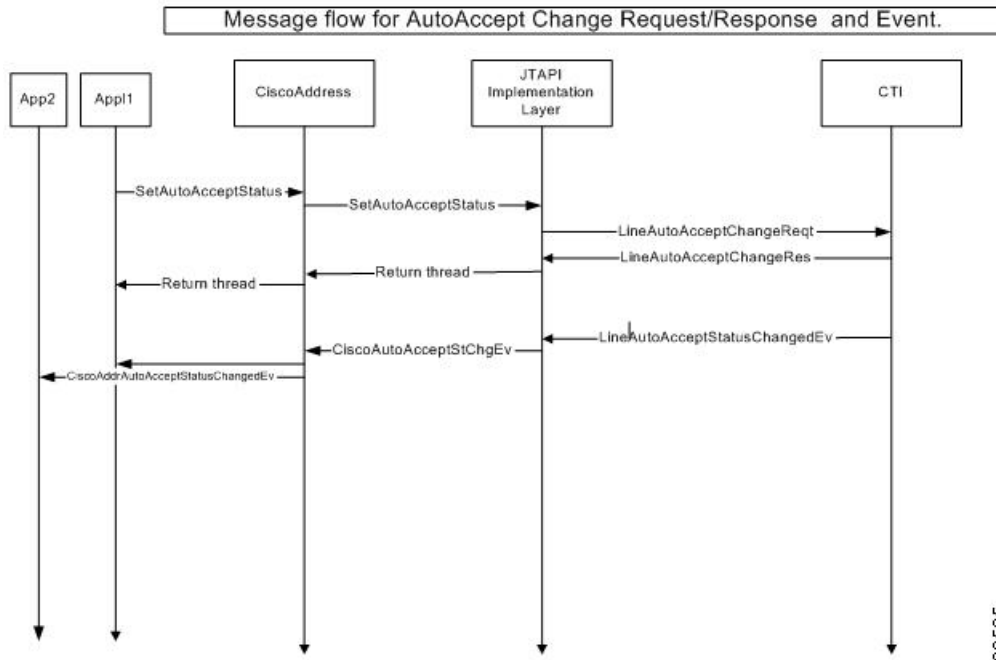 Message flow for AutoAccept Change Request/Response and Event.
App2
Appl1
CiscoAddress
JTAPI
Implementation
Layer
CTI
SetAutoAcceptStatus
SetAutoAcceptStatus
LineAutoAcceptChangeReqt
LineAutoAcceptChangeRes
Return thread
Return thread
LineAutoAcceptStatusChangedEv
CiscoAutoAcceptStChgEv
CiscoAddrAutoAcceptStatusChangedEv